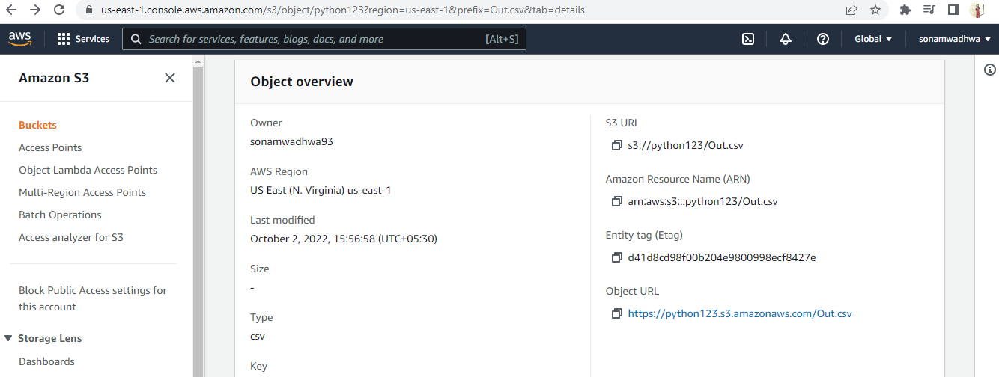 us-east-1.console.aws.amazon.com/s3/object/python123?region=us-east-1&prefix=Out.csv&tab=details
aws
Services
Search for services, features, blogs, docs, and more
[Alt+S]
Global
sonamwadhwa
Amazon S3
Buckets
Access Points
Object Lambda Access Points
Multi-Region Access Points
Batch Operations
Access analyzer for S3
Block Public Access settings for
this account
Storage Lens
Dashboards
Object overview
Owner
sonamwadhwa93
AWS Region
US East (N. Virginia) us-east-1
Last modified
October 2, 2022, 15:56:58 (UTC+05:30)
Size
-
Type
csv
Key
S3 URI
s3://python123/Out.csv
Amazon Resource Name (ARN)
arn:aws:s3:::python123/Out.csv
Entity tag (Etag)
d41d8cd98f00b204e9800998ecf8427e
Object URL
https://python123.s3.amazonaws.com/Out.csv